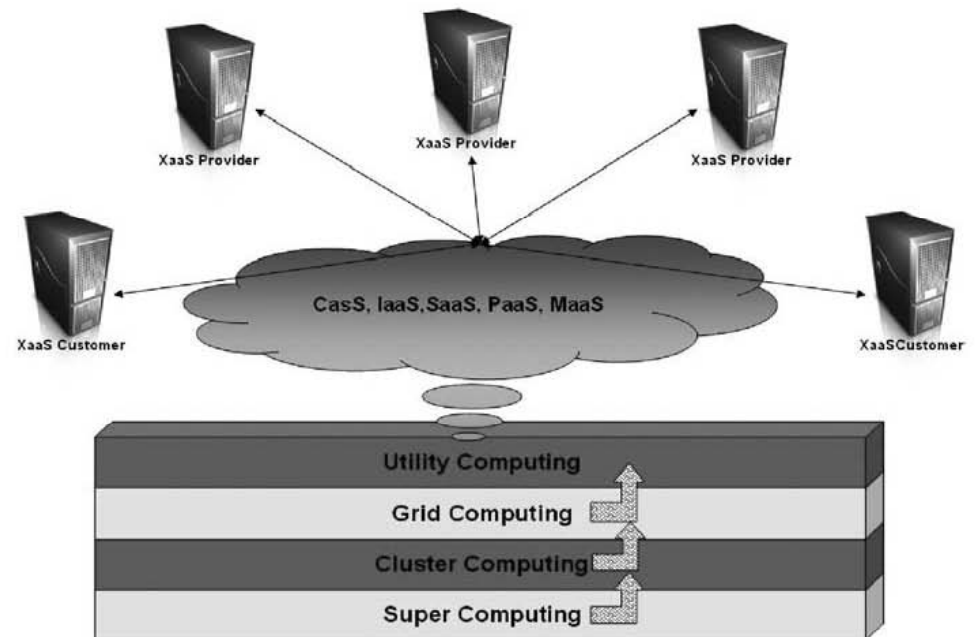 XaaS Provider
XaaS Provider
XaaS Provider
XaaS Customer
CasS, IaaS,SaaS, PaaS, MaaS
XaaSCustomer
Utility Computing
Grid Computing
Cluster Computing
Super Computing